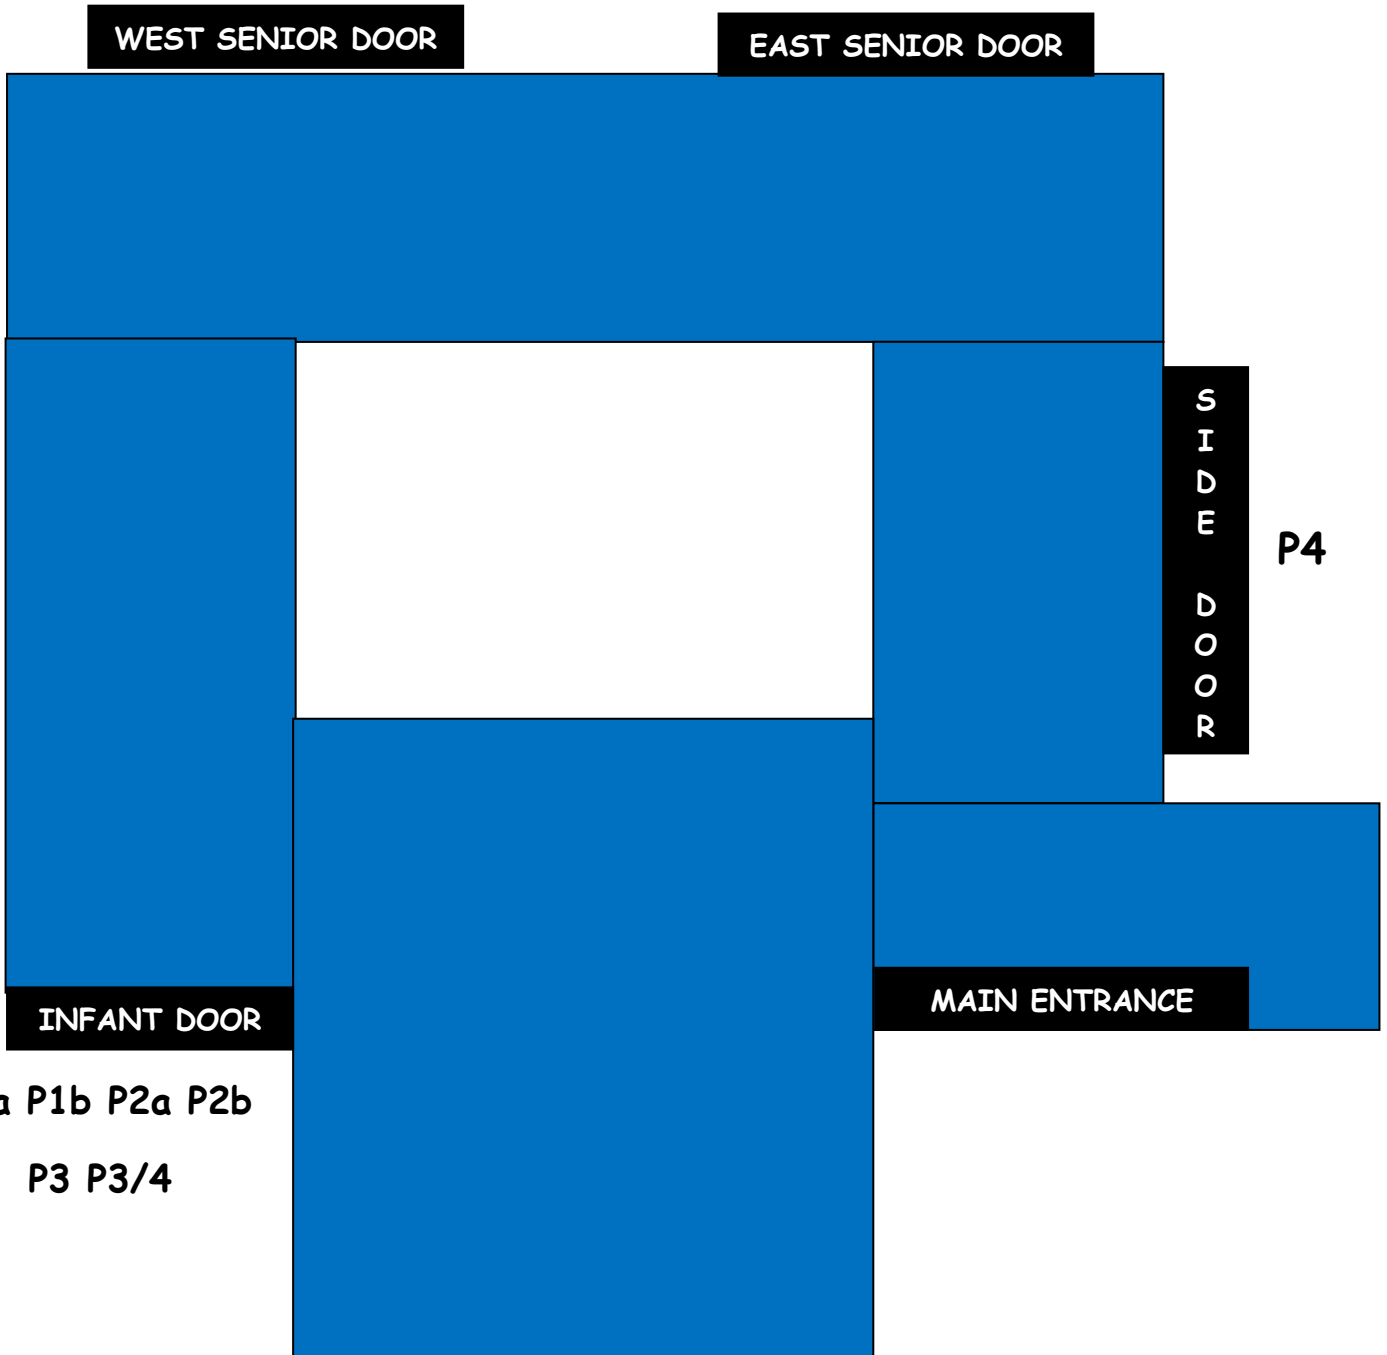 WEST SENIOR DOOR
EAST SENIOR DOOR
SIDE DOOR
P4
MAIN ENTRANCE
INFANT DOOR
a P1b P2a P2b
P3 P3/4